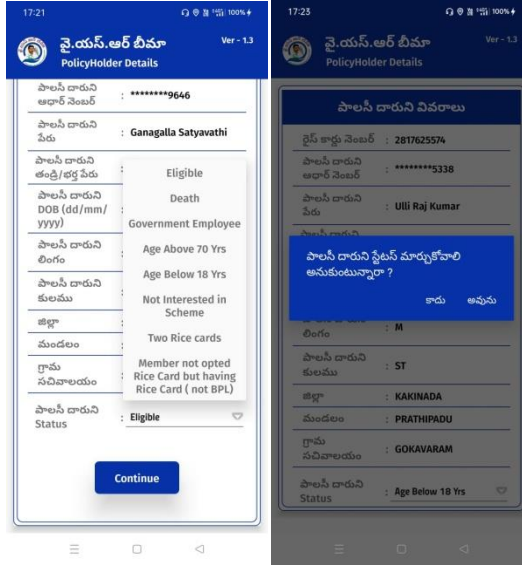 17:21
100%
వై.యస్.ఆర్ బీమా
Ver - 1.3
PolicyHolder Details
పాలసీ దారుని
ఆధార్ నెంబర్ : ********9646
పాలసీ దారుని
పేరు : Ganagalla Satyavathi
పాలసీ దారుని
తండ్రి/భర్త పేరు :
పాలసీ దారుని
DOB (dd/mm/
yyyy) :
పాలసీ దారుని
లింగం :
పాలసీ దారుని
కులము :
జిల్లా :
మండలం :
గ్రామ
సచివాలయం :
Eligible
Death
Government Employee
Age Above 70 Yrs
Age Below 18 Yrs
Not Interested in
Scheme
Two Rice cards
Member not opted
Rice Card but having
Rice Card ( not BPL)
పాలసీ దారుని
Status : Eligible
Continue
17:23
100%
వై.యస్.ఆర్ బీమా
Ver - 1.3
PolicyHolder Details
పాలసీ దారుని వివరాలు
రైస్ కార్డు నెంబర్ : 2817625574
పాలసీ దారుని
ఆధార్ నెంబర్ : ********5338
పాలసీ దారుని
పేరు : Ulli Raj Kumar
పాలసీ దారుని
పాలసీ దారుని స్టేటస్ మార్చుకోవాలి
అనుకుంటున్నారా ?
కాదు అవును
లింగం : M
పాలసీ దారుని
కులము : ST
జిల్లా : KAKINADA
మండలం : PRATHIPADU
గ్రామ
సచివాలయం : GOKAVARAM
పాలసీ దారుని
Status : Age Below 18 Yrs